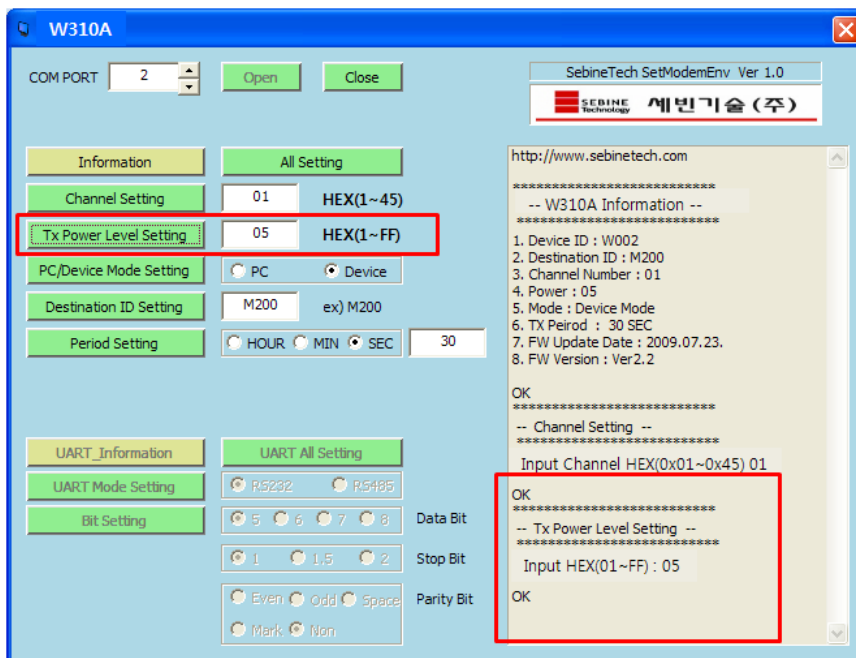 W310A
COM PORT 2 Open Close
SebineTech SetModemEnv Ver 1.0
SEBINE Technology 세빈기술(주)
Information All Setting
Channel Setting 01 HEX(1~45)
Tx Power Level Setting 05 HEX(1~FF)
PC/Device Mode Setting PC Device
Destination ID Setting M200 ex) M200
Period Setting HOUR MIN SEC 30
UART_Information UART All Setting
UART Mode Setting RS232 RS485
Bit Setting 5 6 7 8 Data Bit
1 1.5 2 Stop Bit
Even Odd Space Parity Bit
Mark Non
http://www.sebinetech.com
***************************
-- W310A Information --
***************************
1. Device ID : W002
2. Destination ID : M200
3. Channel Number : 01
4. Power : 05
5. Mode : Device Mode
6. TX Peirod : 30 SEC
7. FW Update Date : 2009.07.23.
8. FW Version : Ver2.2
OK
***************************
-- Channel Setting --
***************************
Input Channel HEX(0x01~0x45) 01
OK
***************************
-- Tx Power Level Setting --
***************************
Input HEX(01~FF) : 05
OK